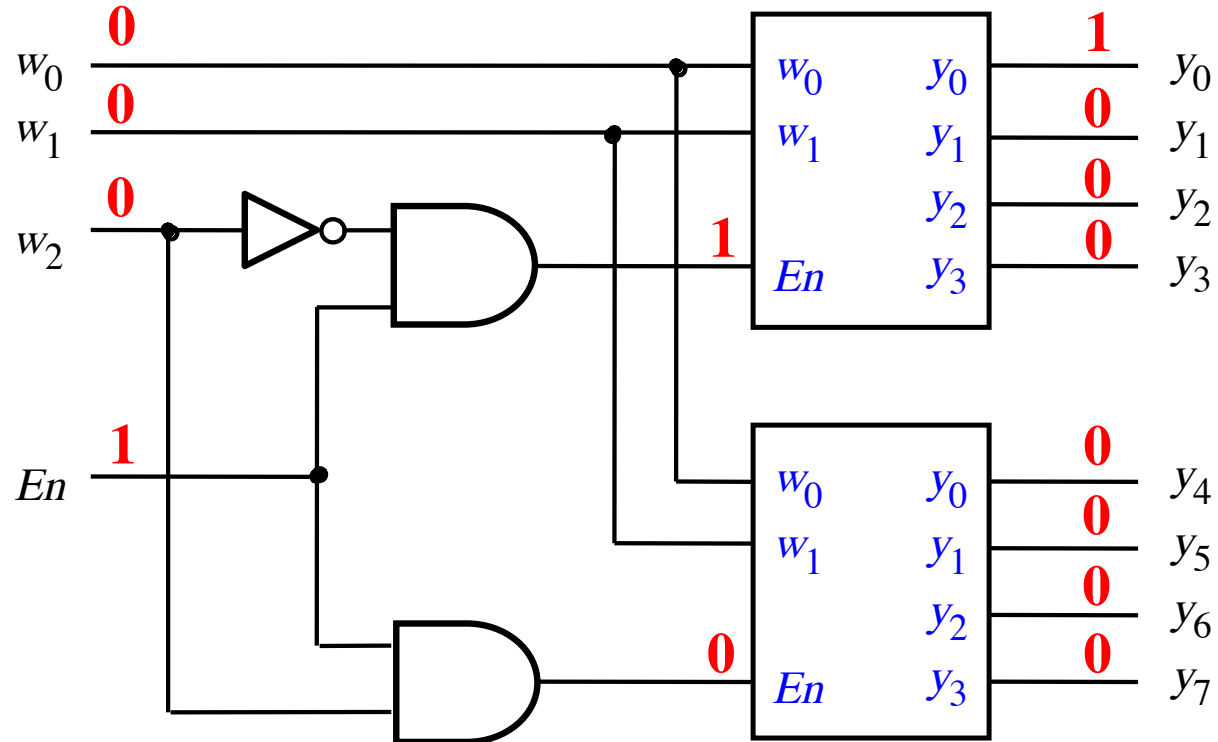 0 1
w0 w0 y0 y0
0 0
w1 w1 y1 y1
0 0
w2 y2 y2
1 0
En y3 y3
1 0
En w0 y0 y4
0
w1 y1 y5
0
y2 y6
0 0
En y3 y7